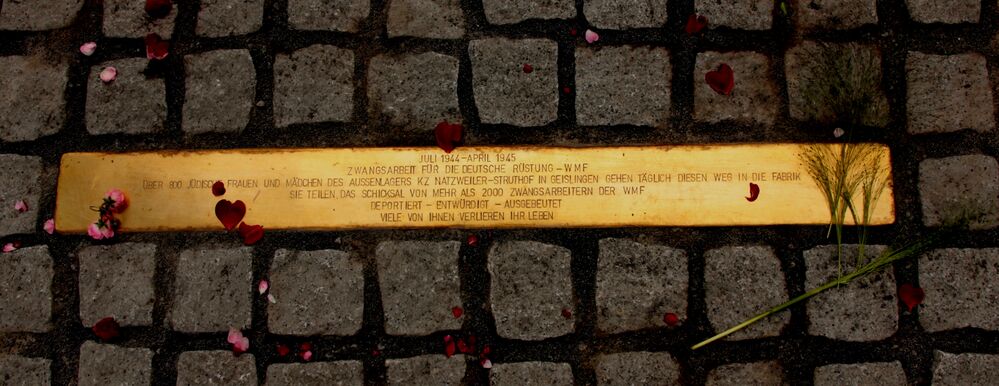 JULI 1944 – APRIL 1945
ZWANGSARBEIT FÜR DIE DEUTSCHE RÜSTUNG – WMF
ÜBER 800 JÜDISCHE FRAUEN UND MÄDCHEN DES AUSSENLAGERS KZ NATZWEILER-STRUTHOF IN GEISLINGEN GEHEN TÄGLICH DIESEN WEG IN DIE FABRIK
SIE TEILEN DAS SCHICKSAL VON MEHR ALS 2000 ZWANGSARBEITERN DER WMF
DEPORTIERT – ENTWÜRDIGT – AUSGEBEUTET
VIELE VON IHNEN VERLIEREN IHR LEBEN